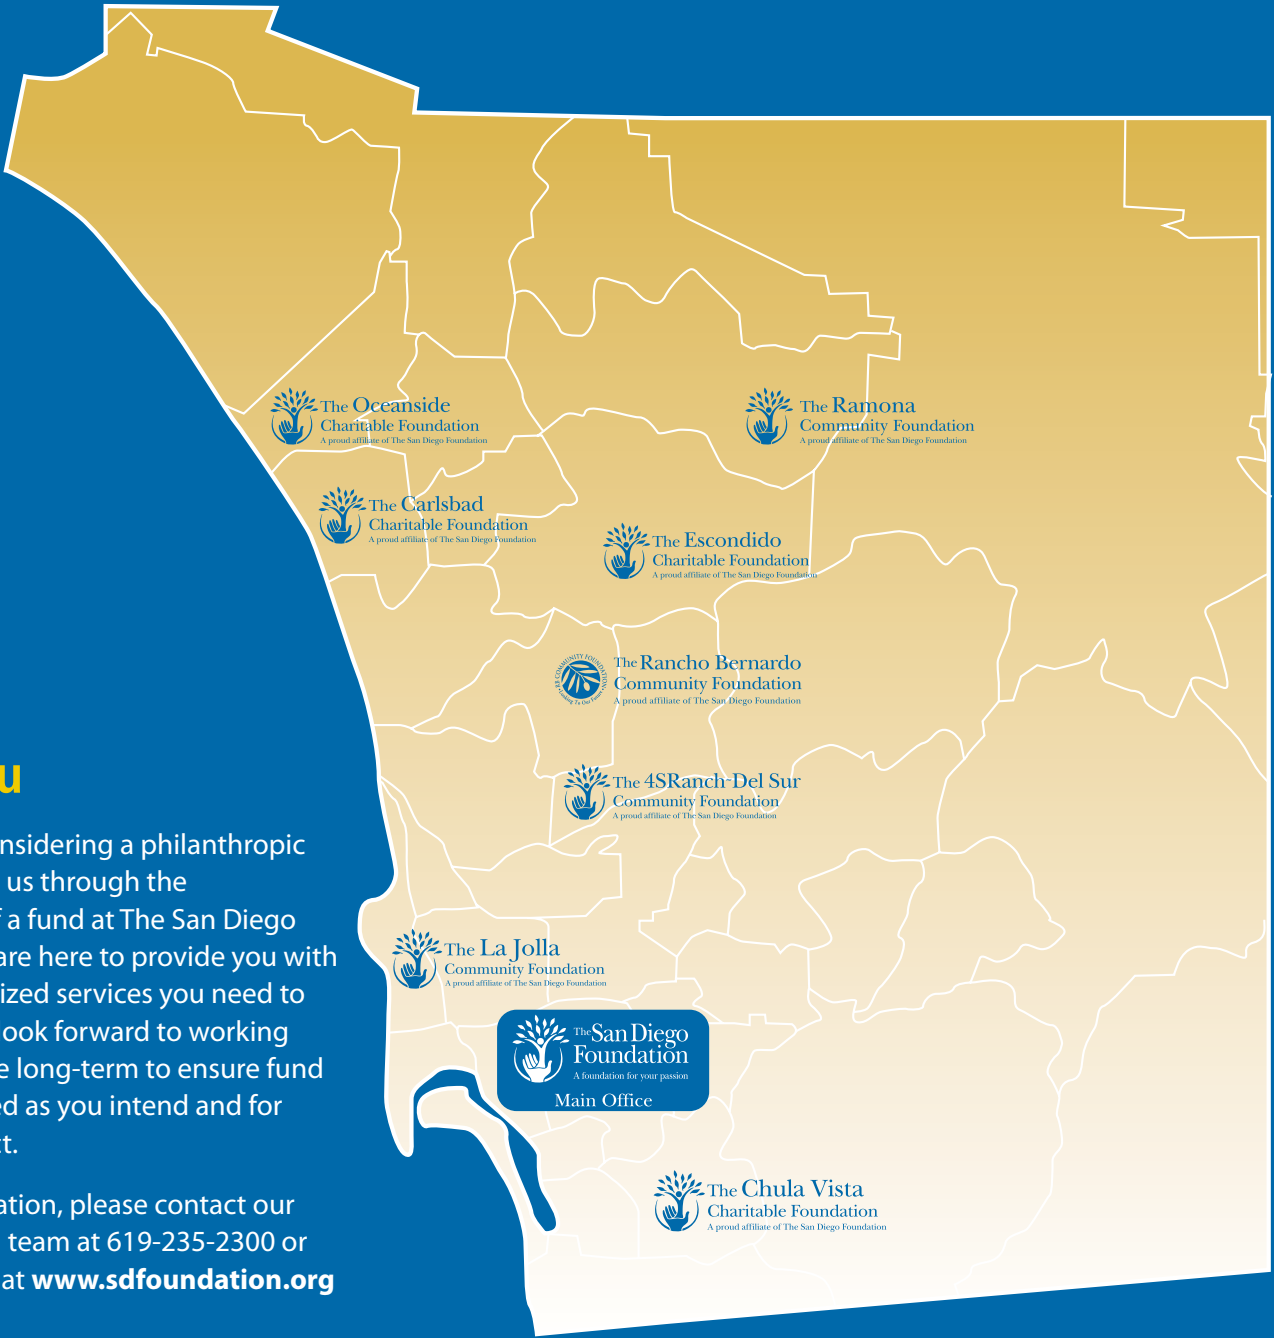 The Oceanside
Charitable Foundation
A proud affiliate of The San Diego Foundation
The Ramona
Community Foundation
A proud affiliate of The San Diego Foundation
The Carlsbad
Charitable Foundation
A proud affiliate of The San Diego Foundation
The Escondido
Charitable Foundation
A proud affiliate of The San Diego Foundation
RB COMMUNITY FOUNDATION
The Rancho Bernardo
Community Foundation
A proud affiliate of The San Diego Foundation
The 4SRanch-Del Sur
Community Foundation
A proud affiliate of The San Diego Foundation
The La Jolla
Community Foundation
A proud affiliate of The San Diego Foundation
The San Diego
Foundation
A foundation for your passion
Main Office
The Chula Vista
Charitable Foundation
A proud affiliate of The San Diego Foundation
u
nsidering a philanthropic
us through the
f a fund at The San Diego
are here to provide you with
ized services you need to
look forward to working
e long-term to ensure fund
ed as you intend and for
ct.
ation, please contact our
team at 619-235-2300 or
at www.sdfoundation.org